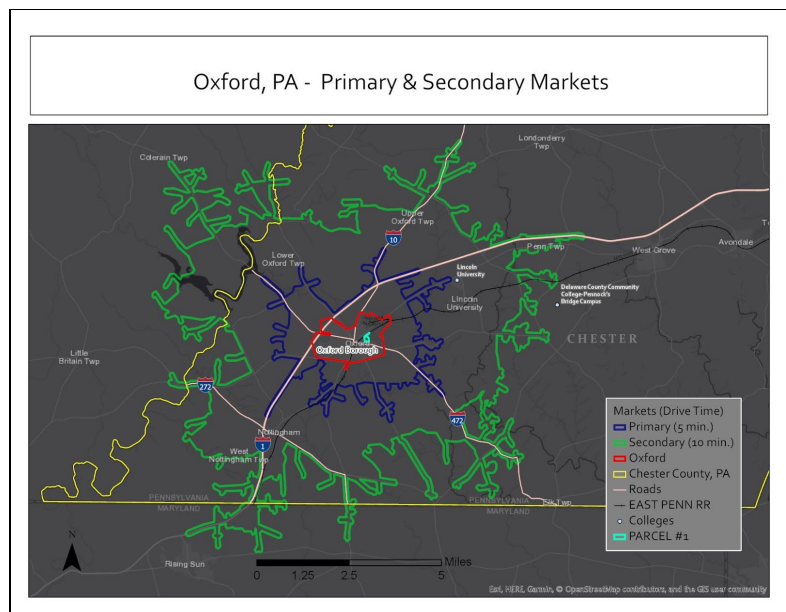 Oxford, PA - Primary & Secondary Markets
Londonderry
Twp
Colerain Twp
Upper
Oxford Twp
10
Penn Twp
West Grove
Avondale
Lower
Oxford Twp
Lincoln
University
Lincoln
University
Delaware County Community
College-Pennock's
Bridge Campus
Oxford
Oxford Borough
CHESTER
Little
Britain Twp
272
472
Nottingham
1
West
Nottingham Twp
PENNSYLVANIA
MARYLAND
PENNSYLVANIA
MARYLAND
Elk Twp
Rising Sun
N
Miles
0 1.25 2.5 5
Markets (Drive Time)
Primary (5 min.)
Secondary (10 min.)
Oxford
Chester County, PA
Roads
EAST PENN RR
Colleges
PARCEL #1
Esri, HERE, Garmin, © OpenStreetMap contributors, and the GIS user community